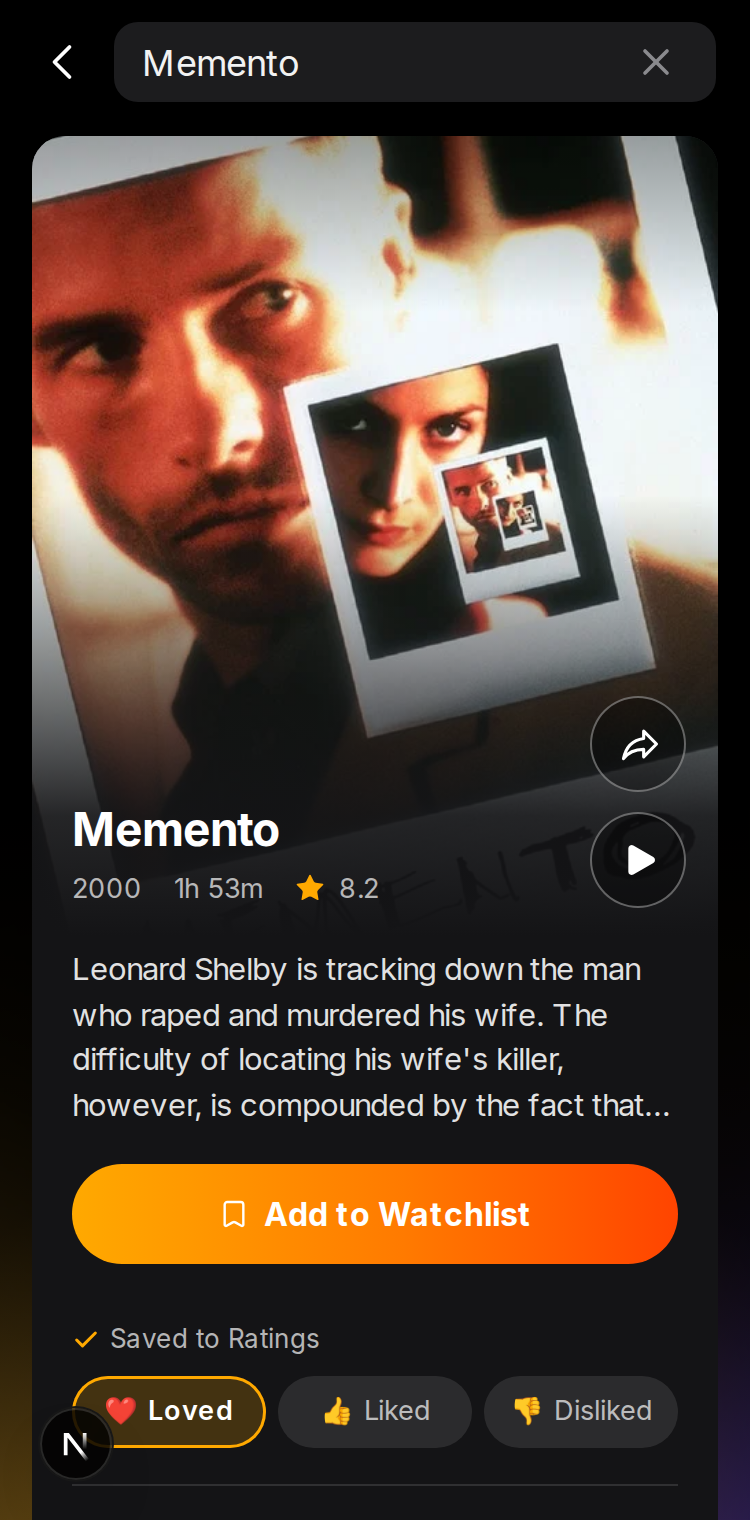 Memento
MEMENTO
Memento
2000 1h 53m 8.2
Leonard Shelby is tracking down the man
who raped and murdered his wife. The
difficulty of locating his wife's killer,
however, is compounded by the fact that...
Add to Watchlist
Saved to Ratings
Loved Liked Disliked
N